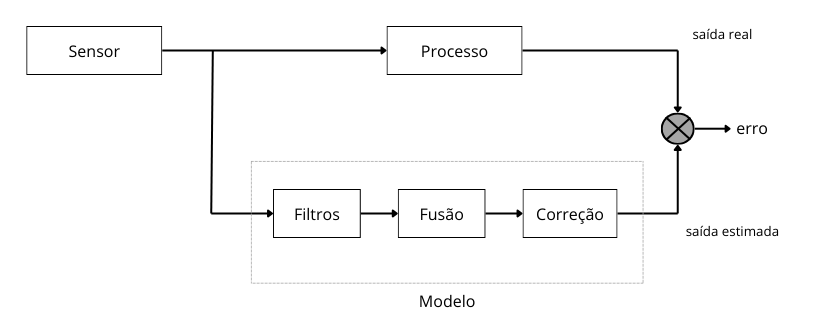 saída real
Sensor
Processo
erro
Filtros
Fusão
Correção
saída estimada
Modelo